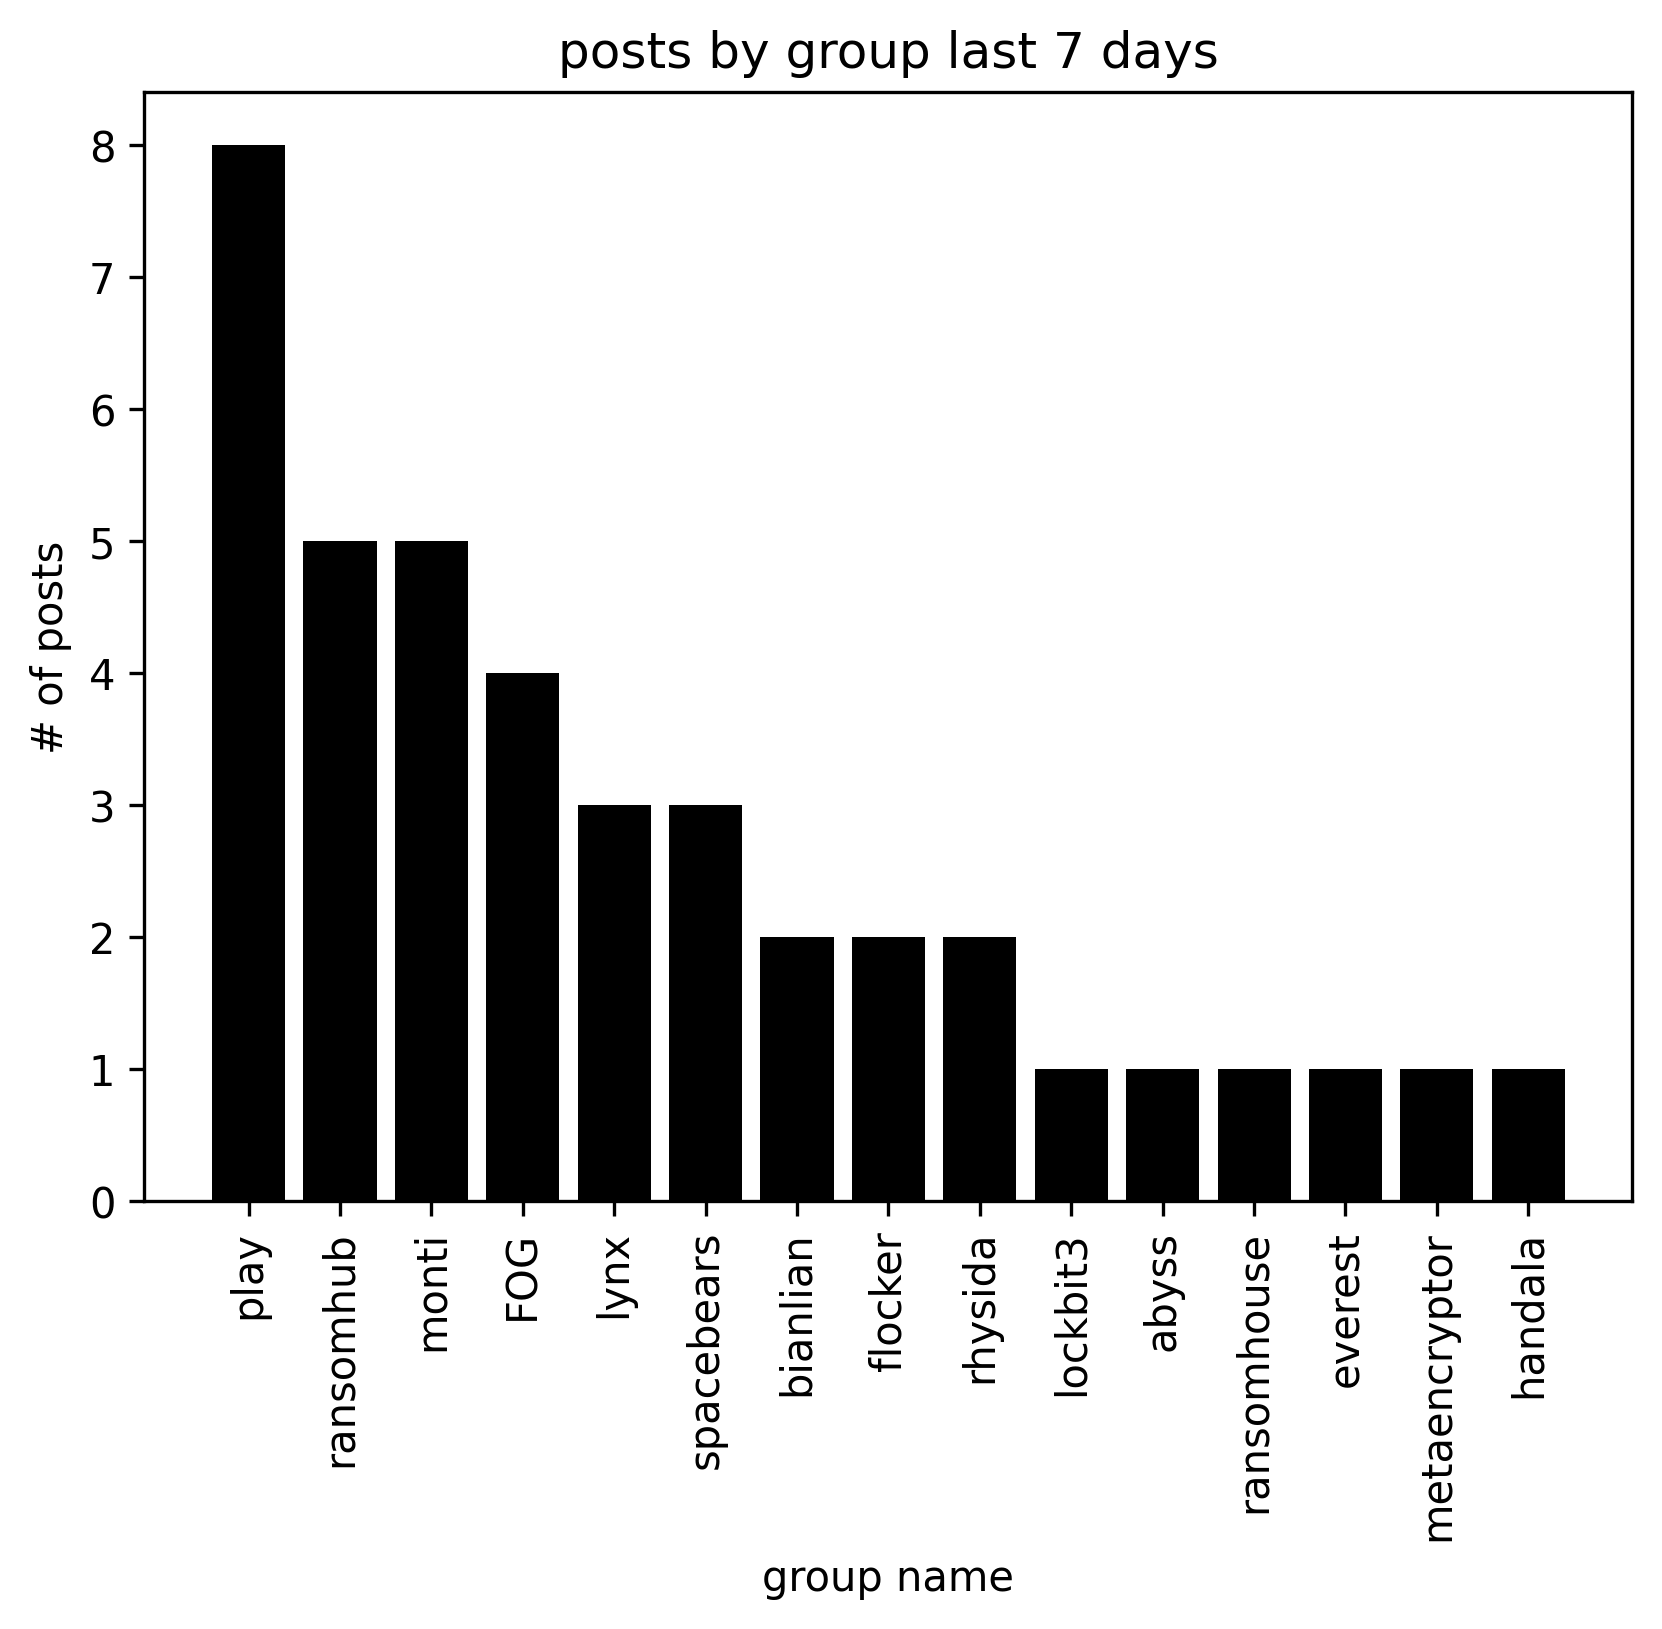 posts by group last 7 days
# of posts
8
7
6
5
4
3
2
1
0
play
ransomhub
monti
FOG
lynx
spacebears
bianlian
flocker
rhysida
lockbit3
abyss
ransomhouse
everest
metaencryptor
handala
group name